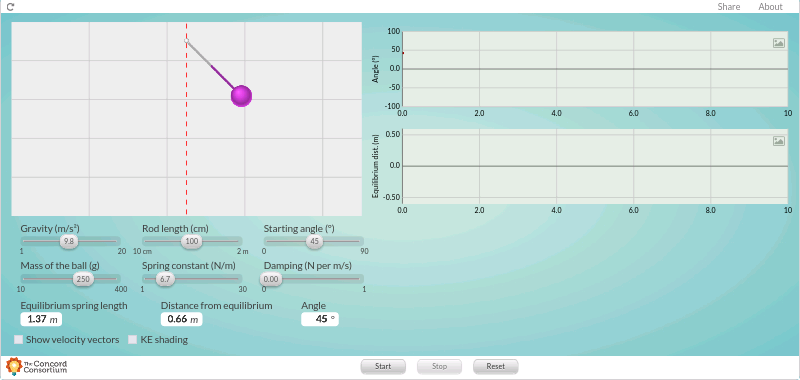 Share About
100
50
0.0
-50
-100
Angle (°)
0.0 2.0 4.0 6.0 8.0 10
0.50
0.0
-0.50
Equilibrium dist. (m)
0.0 2.0 4.0 6.0 8.0 10
Gravity (m/s²) Rod length (cm) Starting angle (°)
9.8 100 45
1 20 10 cm 2 m 0 90
Mass of the ball (g) Spring constant (N/m) Damping (N per m/s)
250 6.7 0.00
10 400 1 30 0 1
Equilibrium spring length Distance from equilibrium Angle
1.37 m 0.66 m 45 °
Show velocity vectors KE shading
The Concord
Consortium
Start Stop Reset